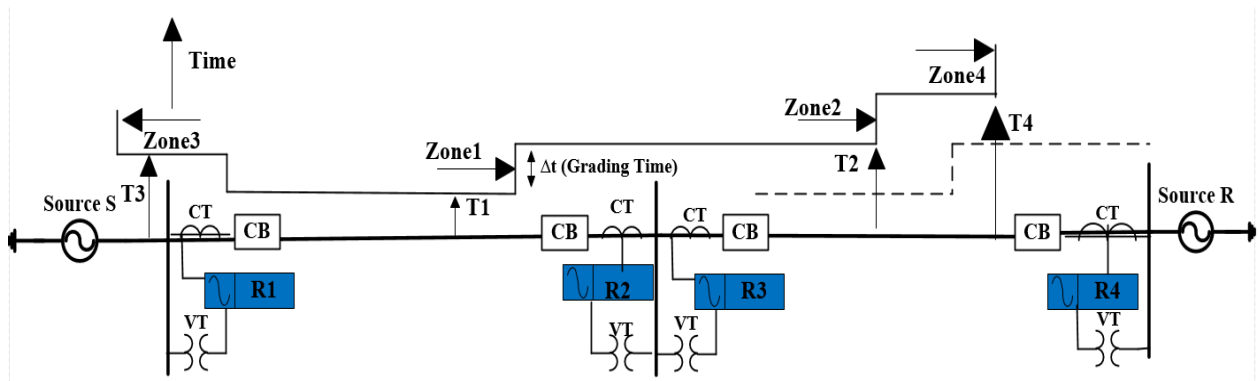 Time
Zone4
Zone3
Zone2
T4
Zone1
Δt (Grading Time)
T2
T3
T1
Source S
Source R
CT
CB
CB
CT
CT
CB
CB
CT
R1
R2
R3
R4
VT
VT
VT
VT